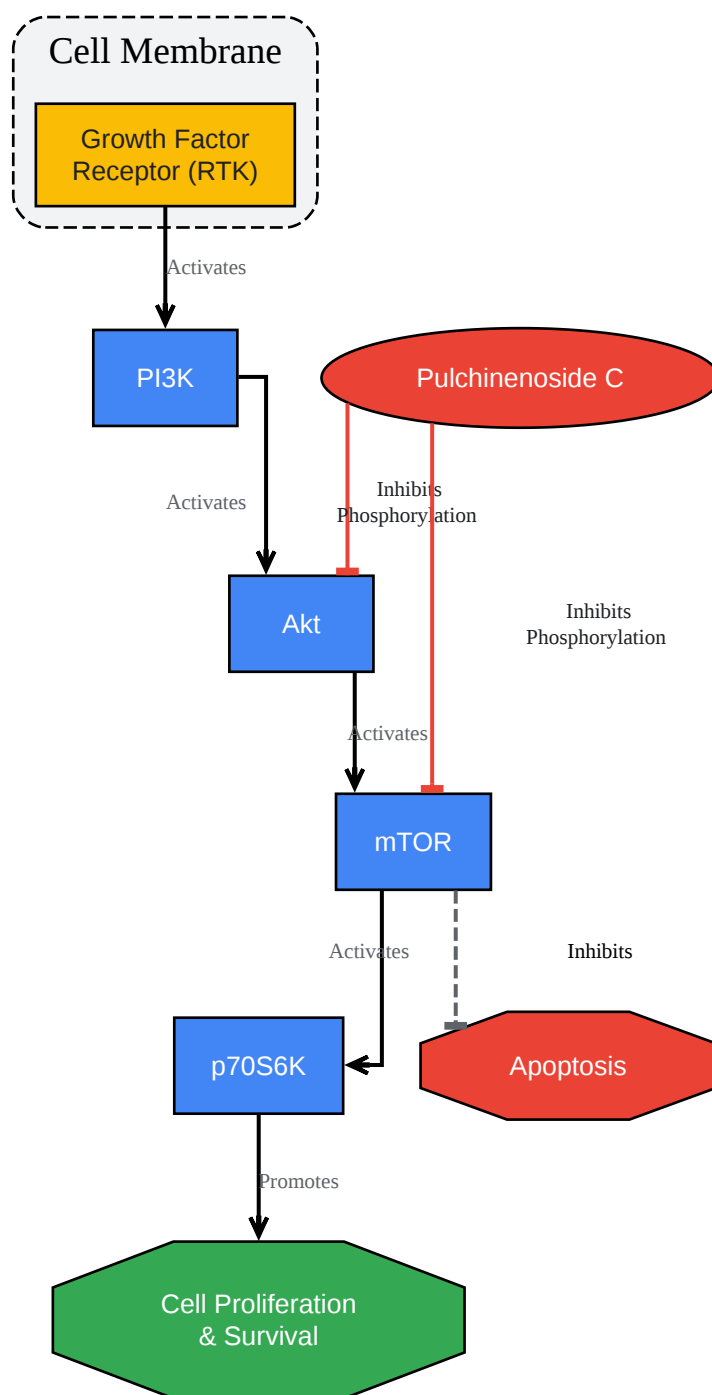 Cell Membrane
Growth Factor
Receptor (RTK)
Activates
PI3K
Pulchinenoside C
Activates
Inhibits
Phosphorylation
Inhibits
Phosphorylation
Akt
Activates
mTOR
Activates
Inhibits
p70S6K
Apoptosis
Promotes
Cell Proliferation
& Survival